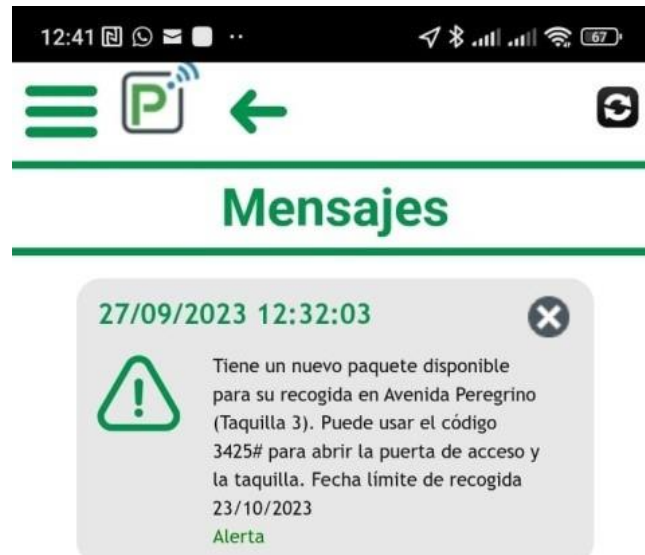 12:41
67
P
Mensajes
27/09/2023 12:32:03
Tiene un nuevo paquete disponible
para su recogida en Avenida Peregrino
(Taquilla 3). Puede usar el código
3425# para abrir la puerta de acceso y
la taquilla. Fecha límite de recogida
23/10/2023
Alerta